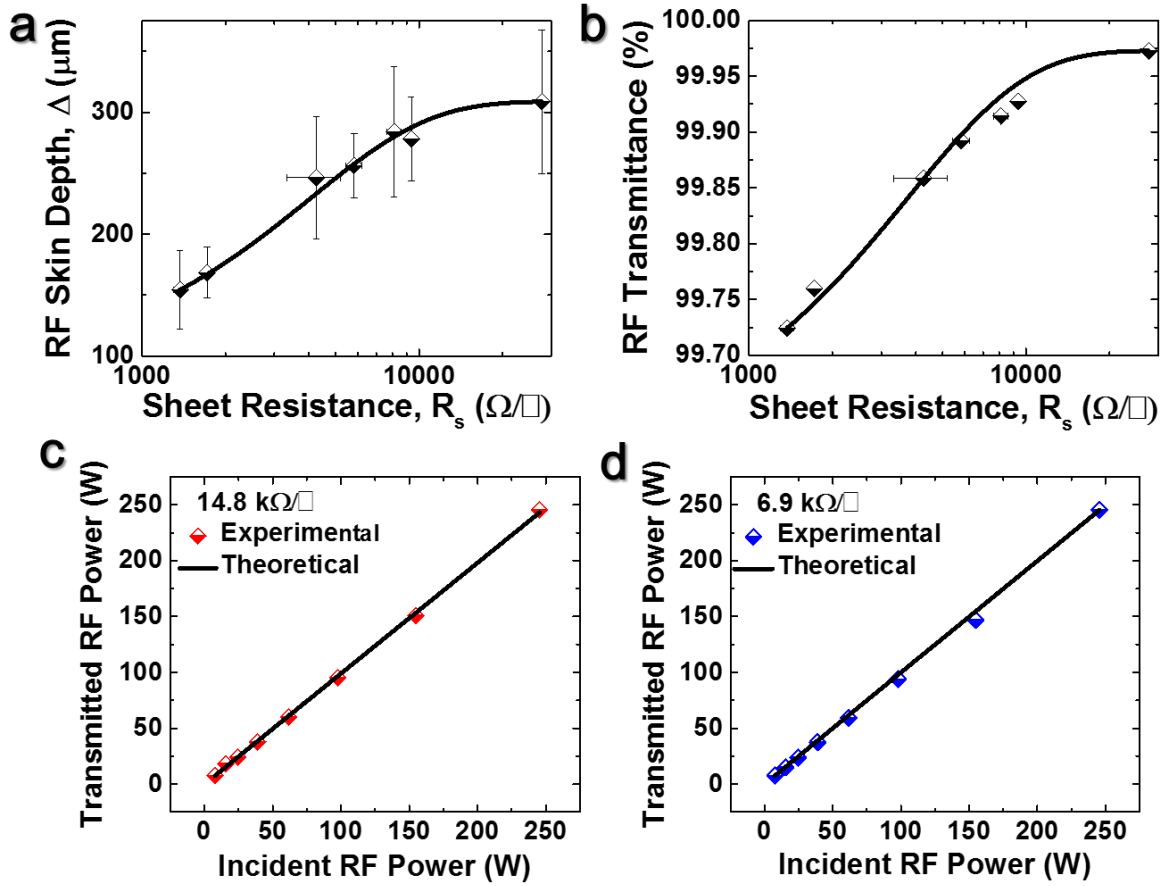 a
RF Skin Depth, Δ (μm)
300
200
100
1000
10000
Sheet Resistance, Rs (Ω/□)
b
RF Transmittance (%)
100.00
99.95
99.90
99.85
99.80
99.75
99.70
1000
10000
Sheet Resistance, Rs (Ω/□)
c
Transmitted RF Power (W)
250
200
150
100
50
0
14.8 kΩ/□
Experimental
Theoretical
0 50 100 150 200 250
Incident RF Power (W)
d
Transmitted RF Power (W)
250
200
150
100
50
0
6.9 kΩ/□
Experimental
Theoretical
0 50 100 150 200 250
Incident RF Power (W)